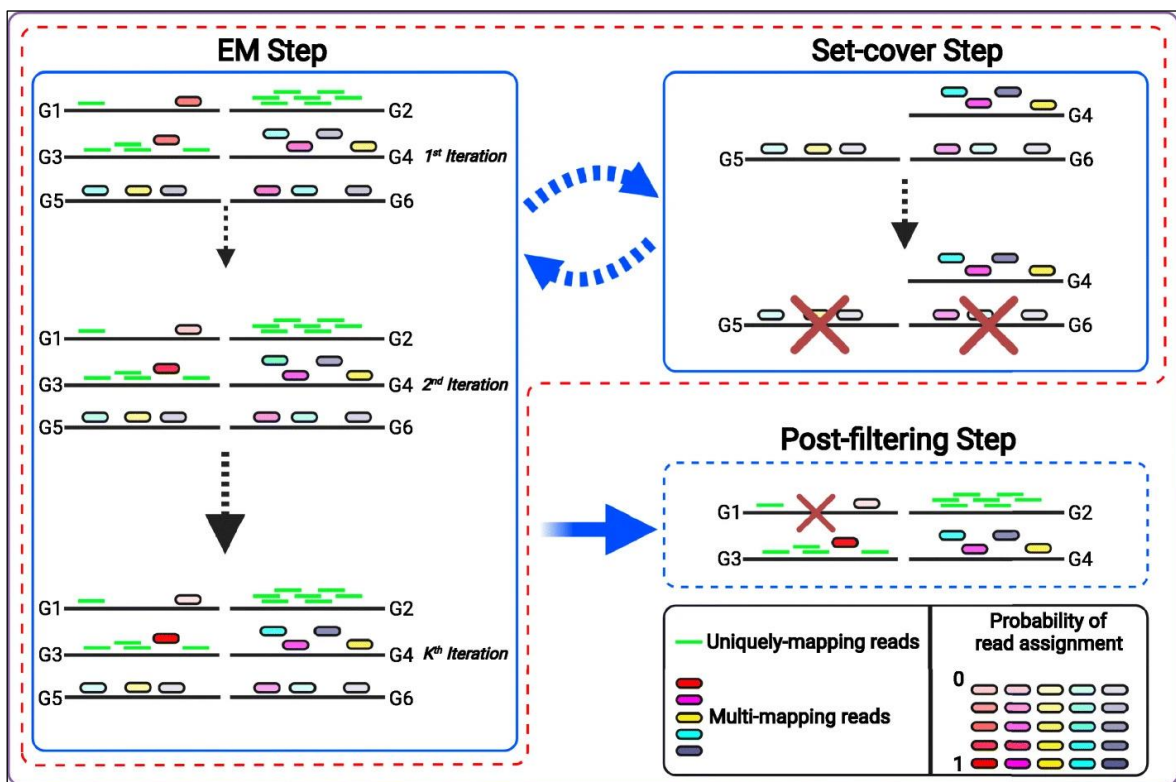 EM Step
G1
G2
G3
G4 1st Iteration
G5
G6
G1
G2
G3
G4 2nd Iteration
G5
G6
G1
G2
G3
G4 Kth Iteration
G5
G6
Set-cover Step
G4
G5
G6
G4
G5
G6
Post-filtering Step
G1
G2
G3
G4
Uniquely-mapping reads
Multi-mapping reads
Probability of
read assignment
0
1